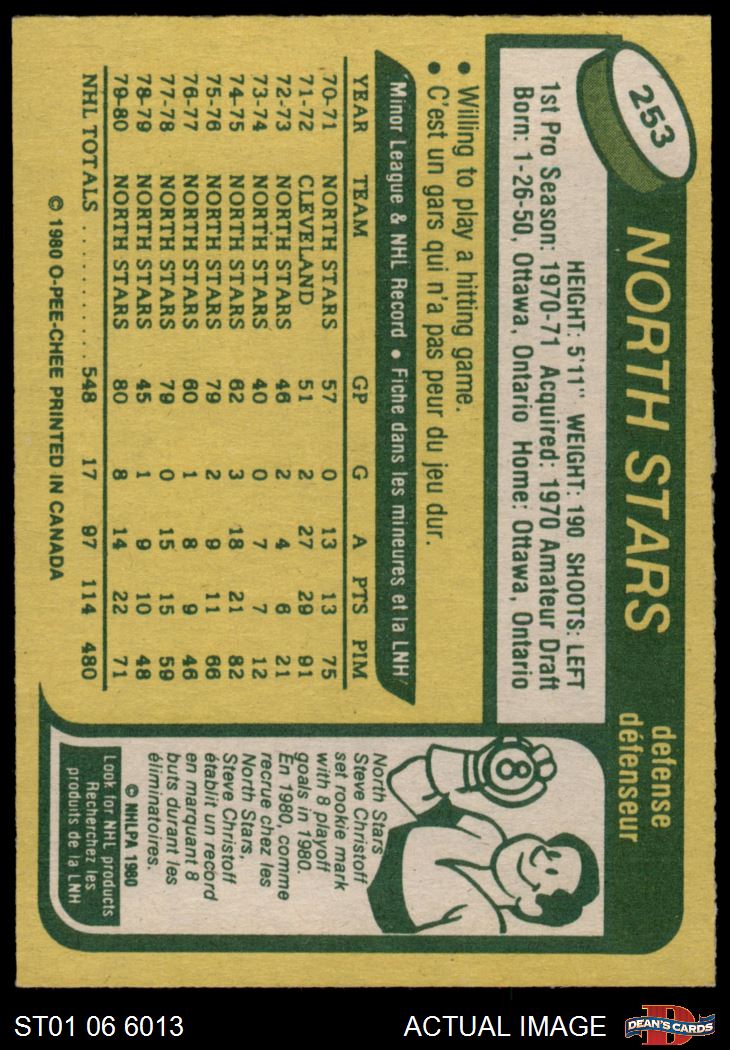 253
NORTH STARS
defense
défenseur
HEIGHT: 5'11" WEIGHT: 190 SHOOTS: LEFT
1st Pro Season: 1970-71 Acquired: 1970 Amateur Draft
Born: 1-26-50, Ottawa, Ontario Home: Ottawa, Ontario
• Willing to play a hitting game.
• C'est un gars qui n'a pas peur du jeu dur.
Minor League & NHL Record • Fiche dans les mineures et la LNH
YEAR TEAM GP G A PTS PIM
70-71 NORTH STARS 57 0 13 13 75
71-72 CLEVELAND 51 2 27 29 91
72-73 NORTH STARS 46 2 4 6 21
73-74 NORTH STARS 40 0 7 7 12
74-75 NORTH STARS 62 3 18 21 82
75-76 NORTH STARS 79 2 9 11 66
76-77 NORTH STARS 60 1 8 9 46
77-78 NORTH STARS 79 0 15 15 59
78-79 NORTH STARS 45 1 9 10 48
79-80 NORTH STARS 80 8 14 22 71
NHL TOTALS . . . . . . . . . . . . 548 17 97 114 480
© 1980 O-PEE-CHEE PRINTED IN CANADA
8
North Stars
Steve Christoff
set rookie mark
with 8 playoff
goals in 1980.
En 1980, comme
recrue chez les
North Stars,
Steve Christoff
établit un record
en marquant 8
buts durant les
éliminatoires.
© NHLPA 1980
Look for NHL products
Recherchez les
produits de la LNH
ST01 06 6013
ACTUAL IMAGE
D
DEAN'S CARDS